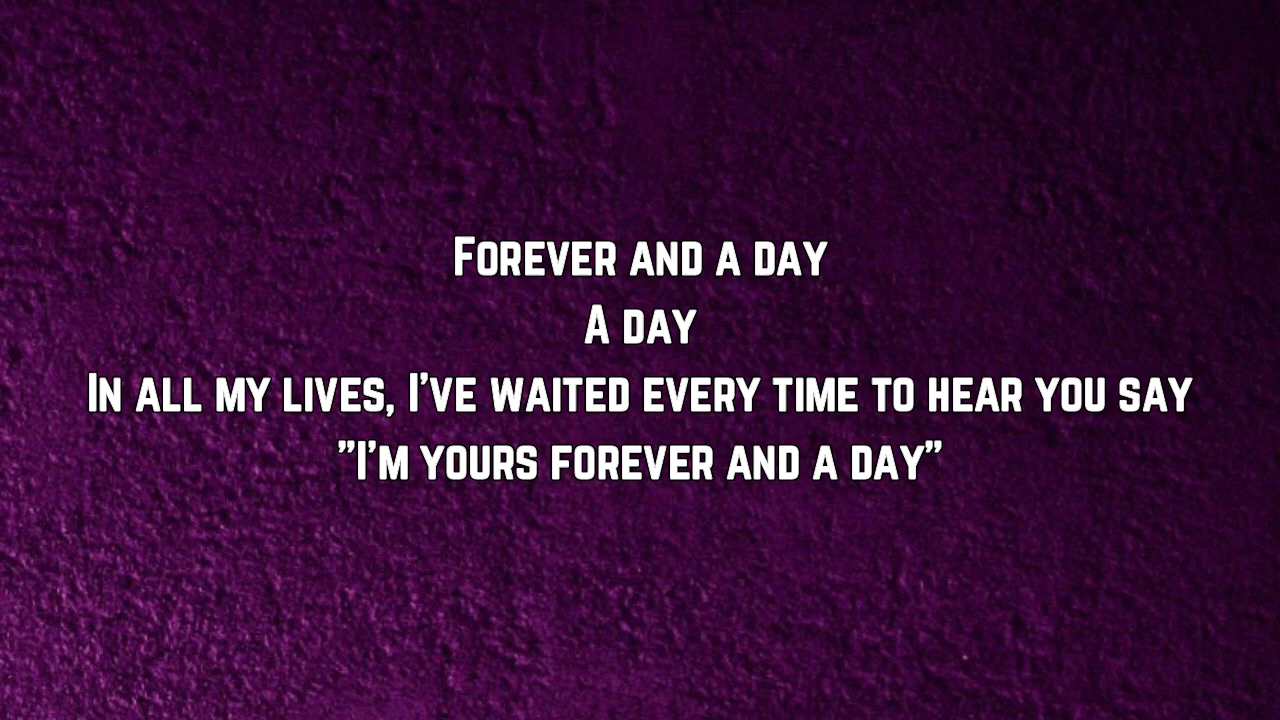 Forever and a day
A day
In all my lives, I've waited every time to hear you say
"I'm yours forever and a day"